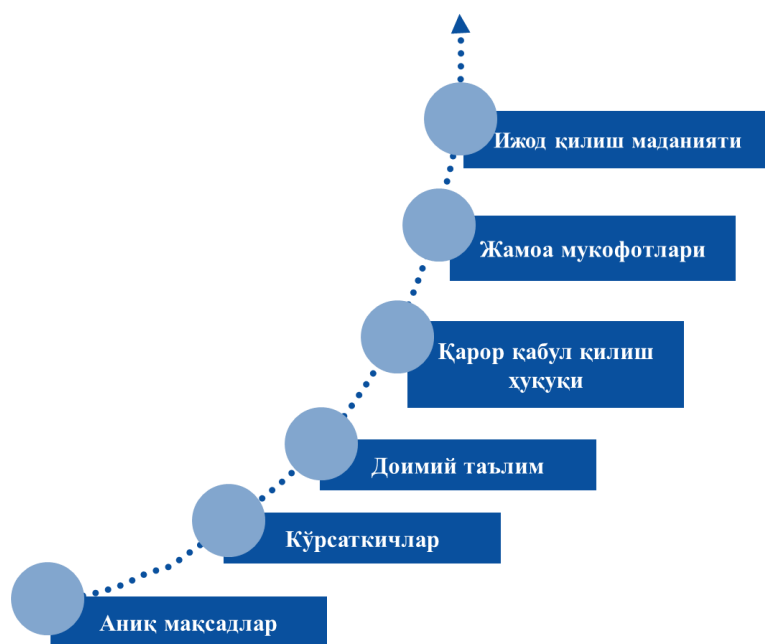 Ижод қилиш маданияти
Жамоа мукофотлари
Қарор қабул қилиш
ҳуқуқи
Доимий таълим
Кўрсаткичлар
Аниқ мақсадлар